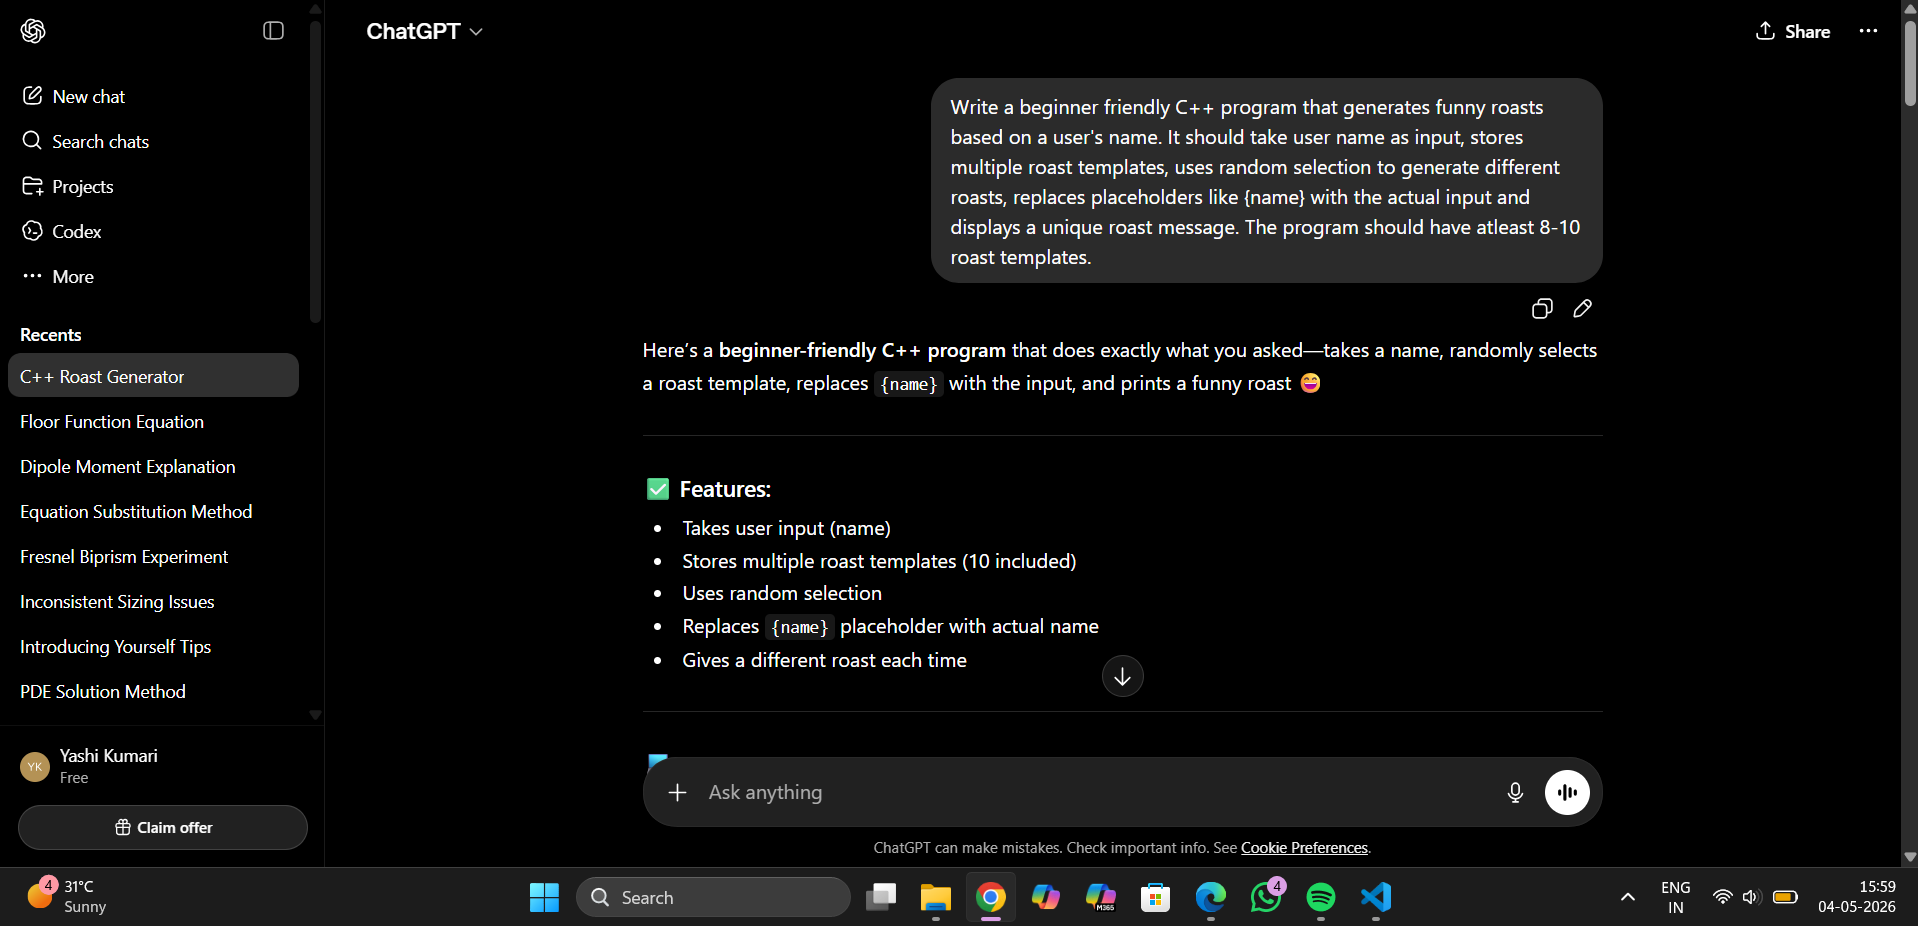 New chat
Search chats
Projects
Codex
More
Recents
C++ Roast Generator
Floor Function Equation
Dipole Moment Explanation
Equation Substitution Method
Fresnel Biprism Experiment
Inconsistent Sizing Issues
Introducing Yourself Tips
PDE Solution Method
YK
Yashi Kumari
Free
Claim offer
ChatGPT
Share
Write a beginner friendly C++ program that generates funny roasts
based on a user's name. It should take user name as input, stores
multiple roast templates, uses random selection to generate different
roasts, replaces placeholders like {name} with the actual input and
displays a unique roast message. The program should have atleast 8-10
roast templates.
Here’s a beginner-friendly C++ program that does exactly what you asked—takes a name, randomly selects
a roast template, replaces {name} with the input, and prints a funny roast 😄
✅ Features:
• Takes user input (name)
• Stores multiple roast templates (10 included)
• Uses random selection
• Replaces {name} placeholder with actual name
• Gives a different roast each time
Ask anything
ChatGPT can make mistakes. Check important info. See Cookie Preferences.
4
31°C
Sunny
Search
M365
4
ENG
IN
15:59
04-05-2026